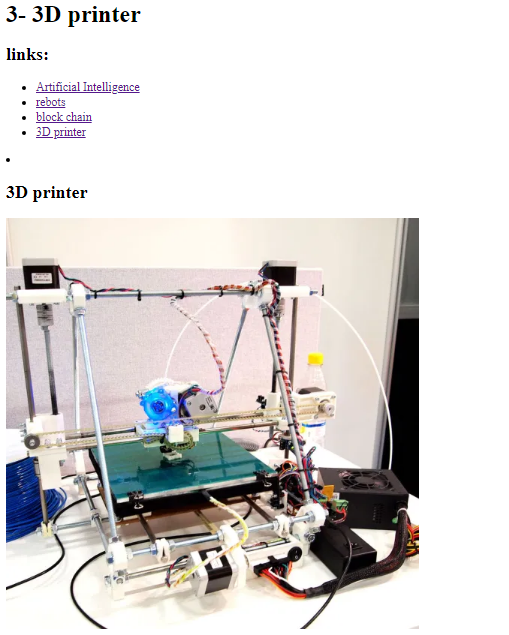 3- 3D printer
links:
Artificial Intelligence
rebots
block chain
3D printer
3D printer